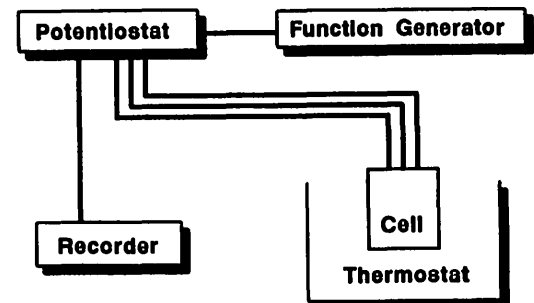 Potentiostat
Function Generator
Recorder
Cell
Thermostat